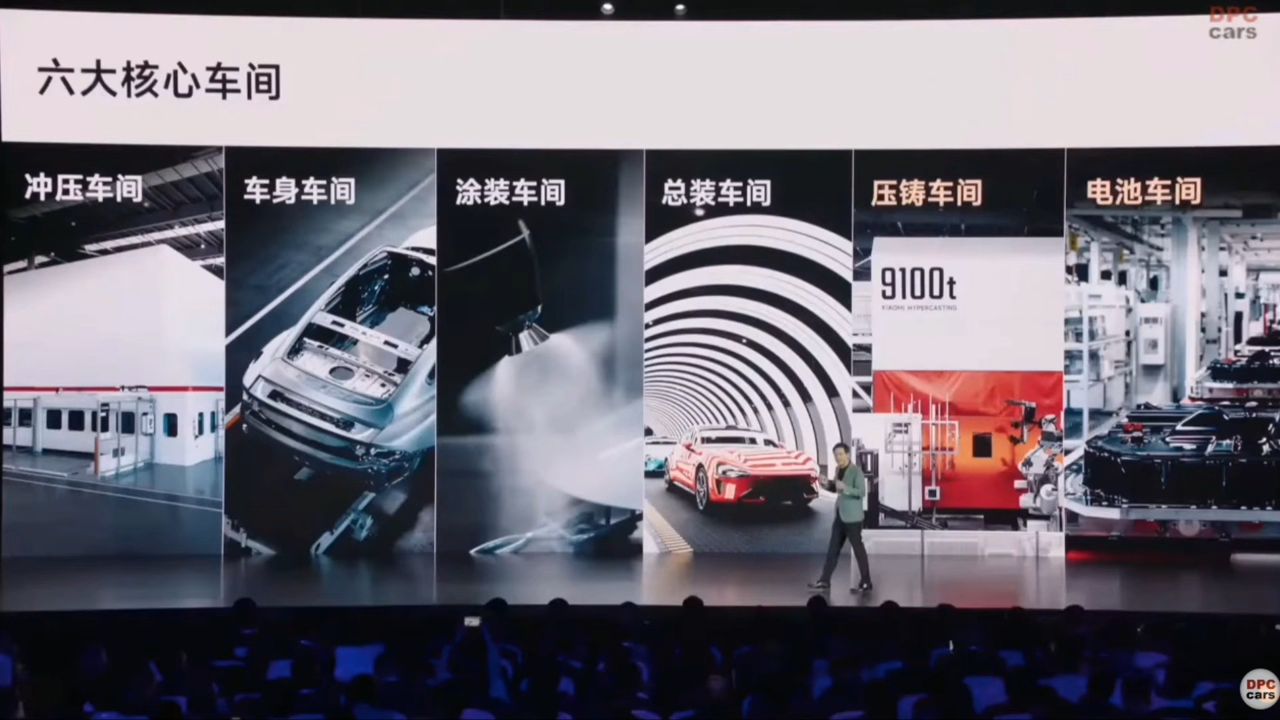 DPC
cars
六大核心车间
冲压车间
车身车间
涂装车间
总装车间
压铸车间
电池车间
9100t
XIAOMI HYPERCASTING
DPC
cars